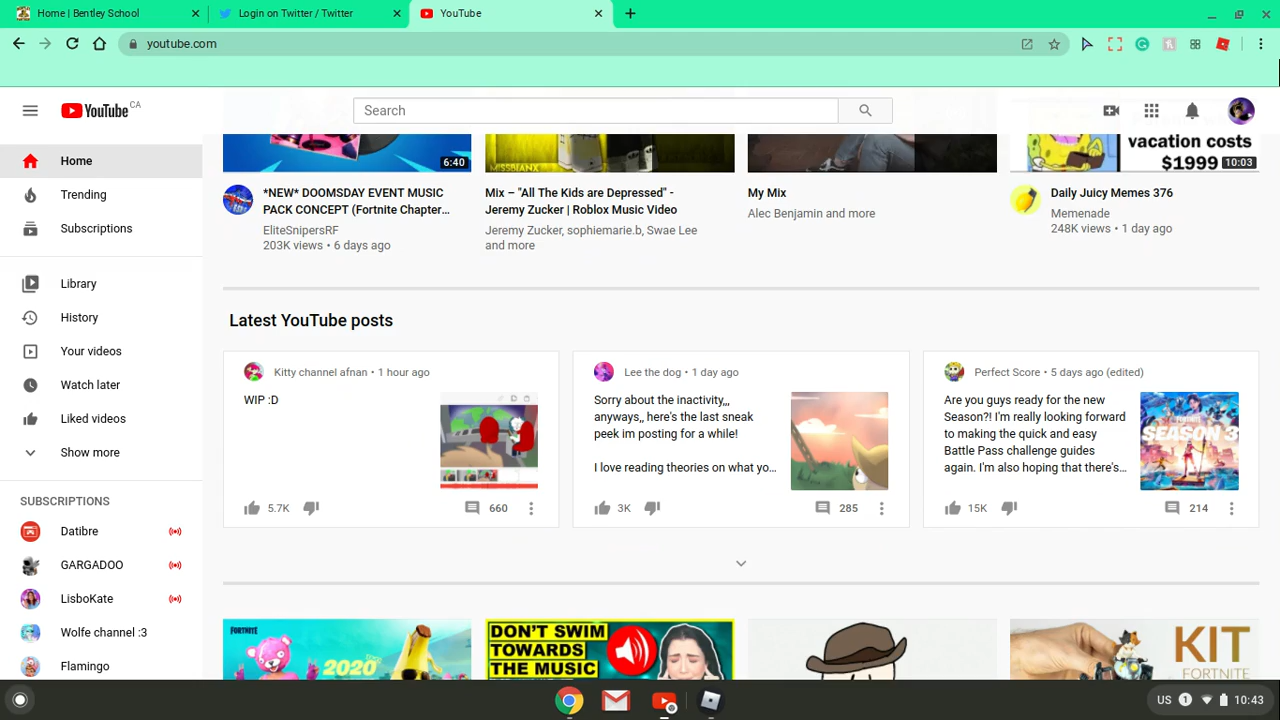 Home | Bentley School
Login on Twitter / Twitter
YouTube
youtube.com
YouTube CA
Search
Home
Trending
Subscriptions
Library
History
Your videos
Watch later
Liked videos
Show more
SUBSCRIPTIONS
Datibre
GARGADOO
LisboKate
Wolfe channel :3
Flamingo
6:40
MISSBIANX
vacation costs
$1999
10:03
*NEW* DOOMSDAY EVENT MUSIC
PACK CONCEPT (Fortnite Chapter...
EliteSnipersRF
203K views • 6 days ago
Mix – "All The Kids are Depressed" -
Jeremy Zucker | Roblox Music Video
Jeremy Zucker, sophiemarie.b, Swae Lee
and more
My Mix
Alec Benjamin and more
Daily Juicy Memes 376
Memenade
248K views • 1 day ago
Latest YouTube posts
Kitty channel afnan • 1 hour ago
WIP :D
5.7K
660
Lee the dog • 1 day ago
Sorry about the inactivity,,,
anyways,, here's the last sneak
peek im posting for a while!
I love reading theories on what yo...
3K
285
Perfect Score • 5 days ago (edited)
Are you guys ready for the new
Season?! I'm really looking forward
to making the quick and easy
Battle Pass challenge guides
again. I'm also hoping that there's...
FORTNITE
SEASON 3
15K
214
FORTNITE
2020
DON'T SWIM
TOWARDS
THE MUSIC
KIT
FORTNITE
US
1
10:43